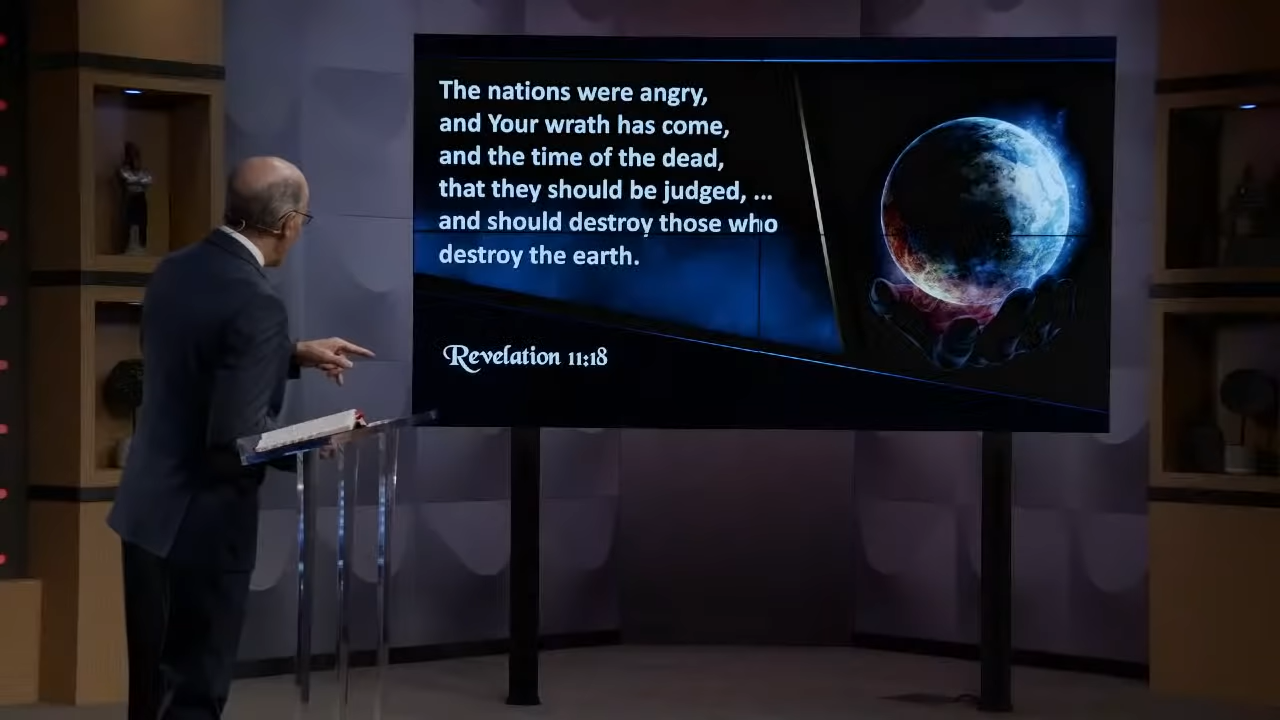 The nations were angry,
and Your wrath has come,
and the time of the dead,
that they should be judged, ...
and should destroy those who
destroy the earth.
Revelation 11:18